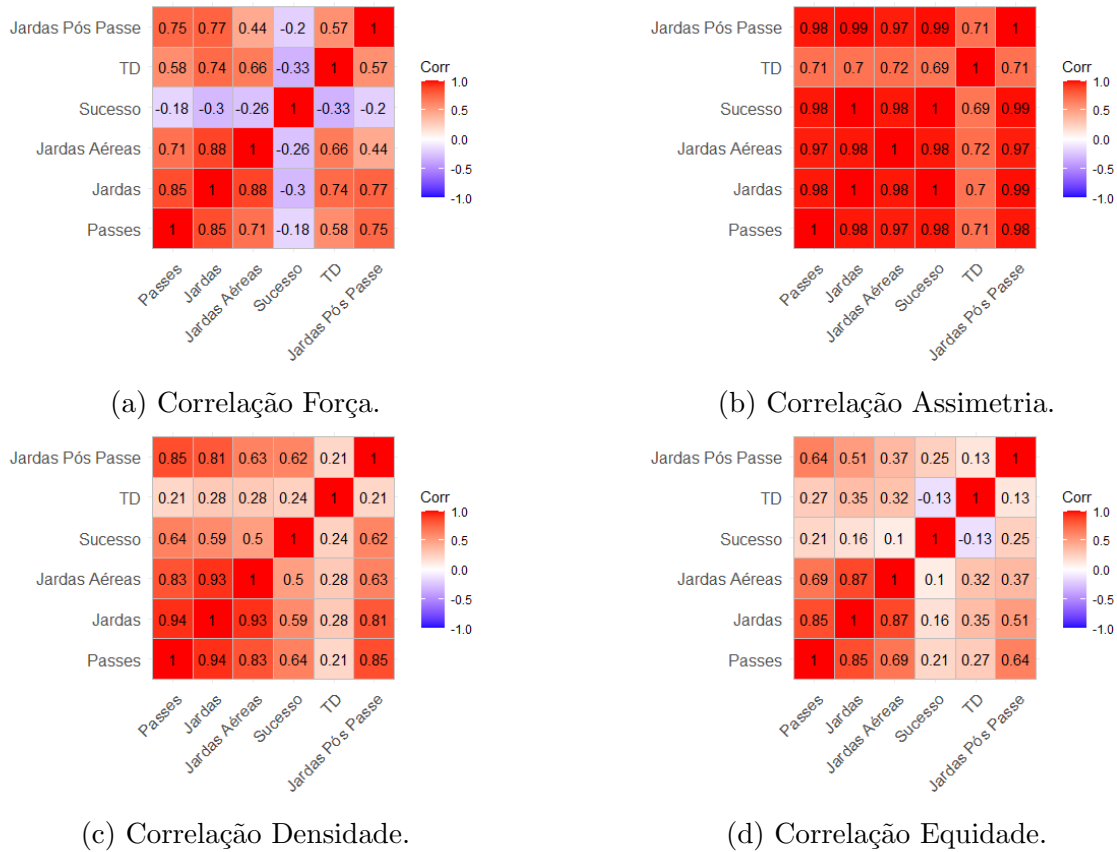 Jardas Pós Passe 0.75 0.77 0.44 -0.2 0.57 1
TD 0.58 0.74 0.66 -0.33 1 0.57
Sucesso -0.18 -0.3 -0.26 1 -0.33 -0.2
Jardas Aéreas 0.71 0.88 1 -0.26 0.66 0.44
Jardas 0.85 1 0.88 -0.3 0.74 0.77
Passes 1 0.85 0.71 -0.18 0.58 0.75
Passes Jardas Jardas Aéreas Sucesso TD Jardas Pós Passe
Corr
1.0
0.5
0.0
-0.5
-1.0
(a) Correlação Força.
Jardas Pós Passe 0.98 0.99 0.97 0.99 0.71 1
TD 0.71 0.7 0.72 0.69 1 0.71
Sucesso 0.98 1 0.98 1 0.69 0.99
Jardas Aéreas 0.97 0.98 1 0.98 0.72 0.97
Jardas 0.98 1 0.98 1 0.7 0.99
Passes 1 0.98 0.97 0.98 0.71 0.98
Passes Jardas Jardas Aéreas Sucesso TD Jardas Pós Passe
Corr
1.0
0.5
0.0
-0.5
-1.0
(b) Correlação Assimetria.
Jardas Pós Passe 0.85 0.81 0.63 0.62 0.21 1
TD 0.21 0.28 0.28 0.24 1 0.21
Sucesso 0.64 0.59 0.5 1 0.24 0.62
Jardas Aéreas 0.83 0.93 1 0.5 0.28 0.63
Jardas 0.94 1 0.93 0.59 0.28 0.81
Passes 1 0.94 0.83 0.64 0.21 0.85
Passes Jardas Jardas Aéreas Sucesso TD Jardas Pós Passe
Corr
1.0
0.5
0.0
-0.5
-1.0
(c) Correlação Densidade.
Jardas Pós Passe 0.64 0.51 0.37 0.25 0.13 1
TD 0.27 0.35 0.32 -0.13 1 0.13
Sucesso 0.21 0.16 0.1 1 -0.13 0.25
Jardas Aéreas 0.69 0.87 1 0.1 0.32 0.37
Jardas 0.85 1 0.87 0.16 0.35 0.51
Passes 1 0.85 0.69 0.21 0.27 0.64
Passes Jardas Jardas Aéreas Sucesso TD Jardas Pós Passe
Corr
1.0
0.5
0.0
-0.5
-1.0
(d) Correlação Equidade.